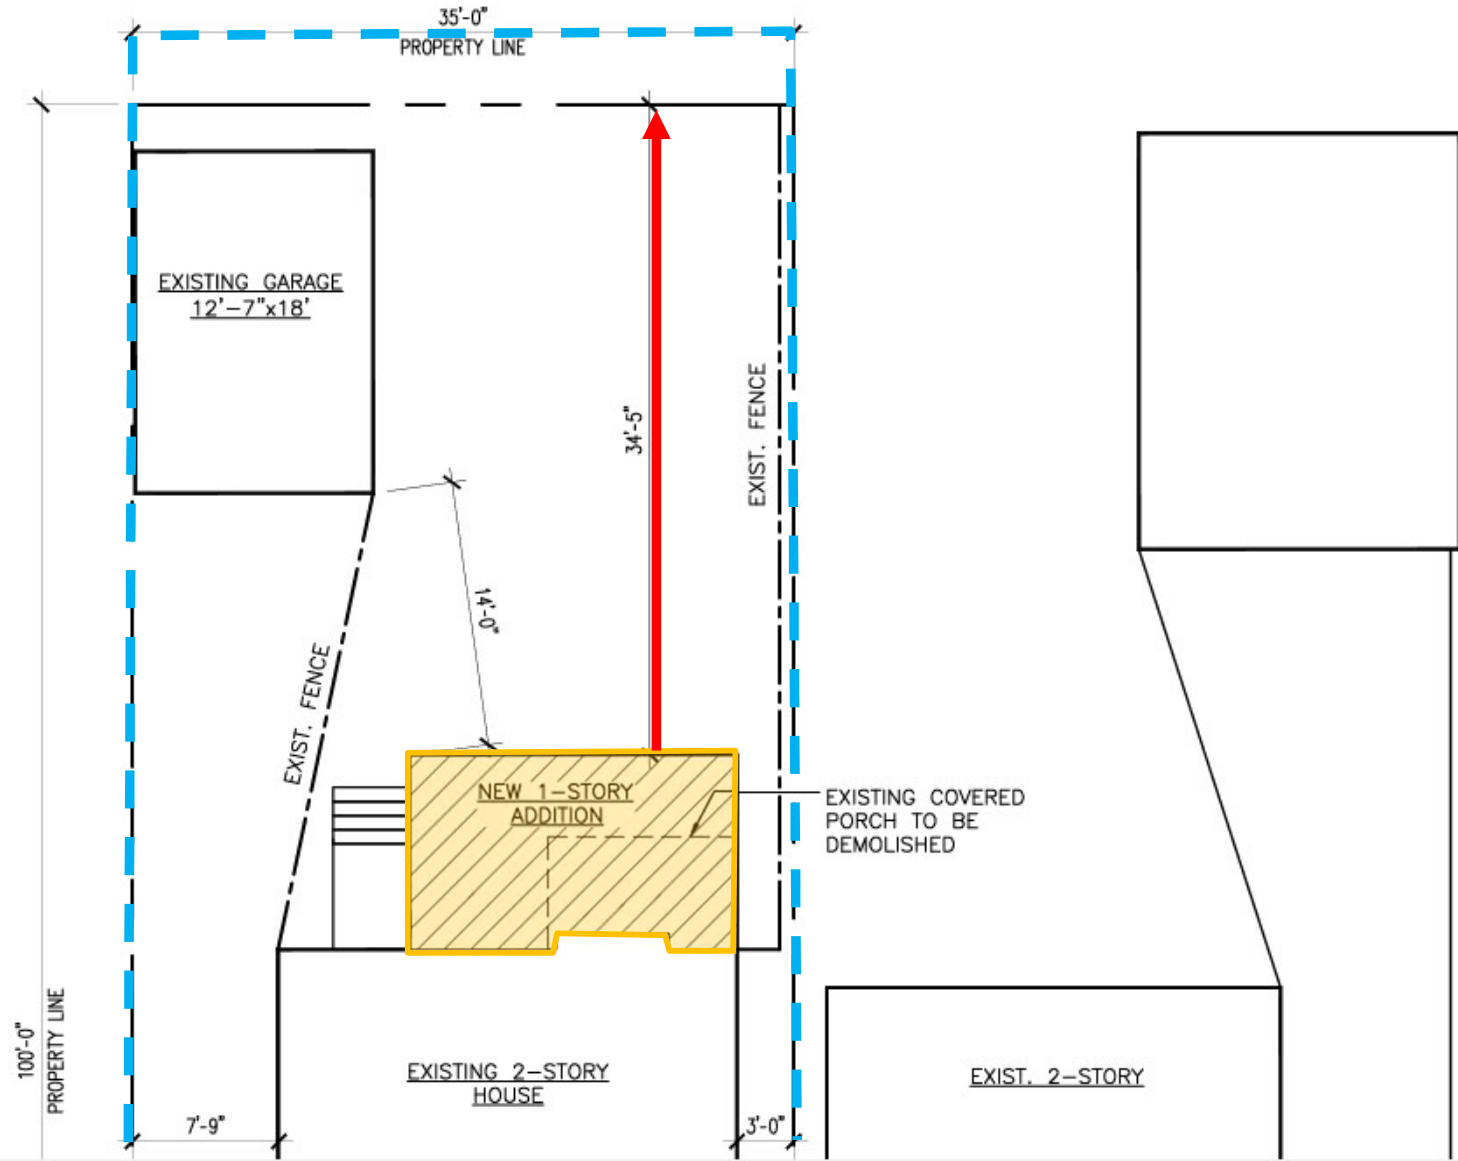 35'-0"
PROPERTY LINE
EXISTING GARAGE
12'-7"x18'
EXIST. FENCE
34'-5"
14'-0"
EXIST. FENCE
NEW 1-STORY
ADDITION
EXISTING COVERED
PORCH TO BE
DEMOLISHED
100'-0"
PROPERTY LINE
EXISTING 2-STORY
HOUSE
EXIST. 2-STORY
7'-9"
3'-0"